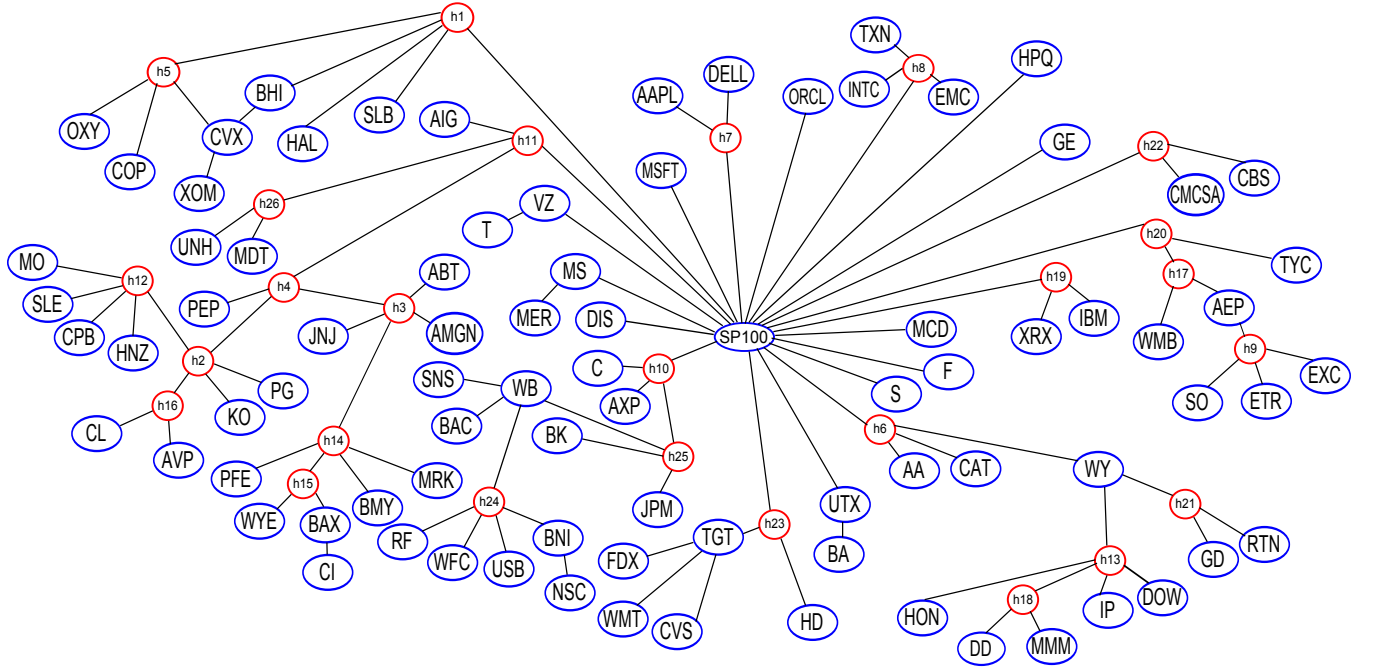 h1
TXN
HPQ
h8
h5
DELL
BHI
AAPL
ORCL
INTC
EMC
SLB
AIG
OXY
CVX
HAL
h11
h7
GE
h22
COP
MSFT
CBS
XOM
CMCSA
h26
VZ
UNH
T
h20
MDT
MO
h12
ABT
MS
h19
h17
TYC
SLE
PEP
h4
h3
AEP
MER
DIS
XRX
IBM
CPB
JNJ
AMGN
SP100
MCD
WMB
HNZ
h9
h2
C
h10
F
EXC
SNS
WB
PG
S
SO
ETR
h16
AXP
KO
CL
BAC
BK
h6
h14
AVP
h25
AA
CAT
WY
PFE
h15
MRK
BMY
h24
JPM
UTX
h21
WYE
BAX
h23
RF
BNI
TGT
RTN
BA
GD
WFC
FDX
h13
CI
USB
NSC
DOW
h18
IP
WMT
HD
HON
CVS
DD
MMM